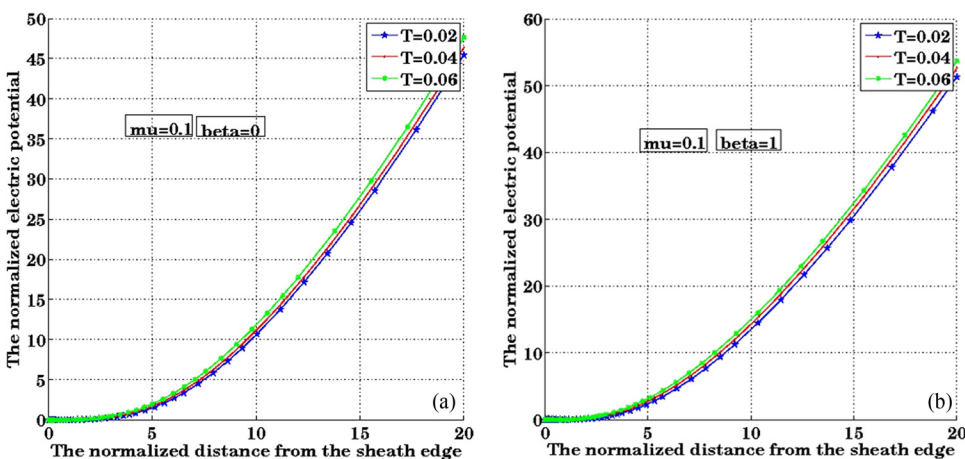 The normalized electric potential
50
45
40
35
30
25
20
15
10
5
0
T=0.02
T=0.04
T=0.06
mu=0.1 beta=0
(a)
0 5 10 15 20
The normalized distance from the sheath edge
The normalized electric potential
60
50
40
30
20
10
0
T=0.02
T=0.04
T=0.06
mu=0.1 beta=1
(b)
0 5 10 15 20
The normalized distance from the sheath edge